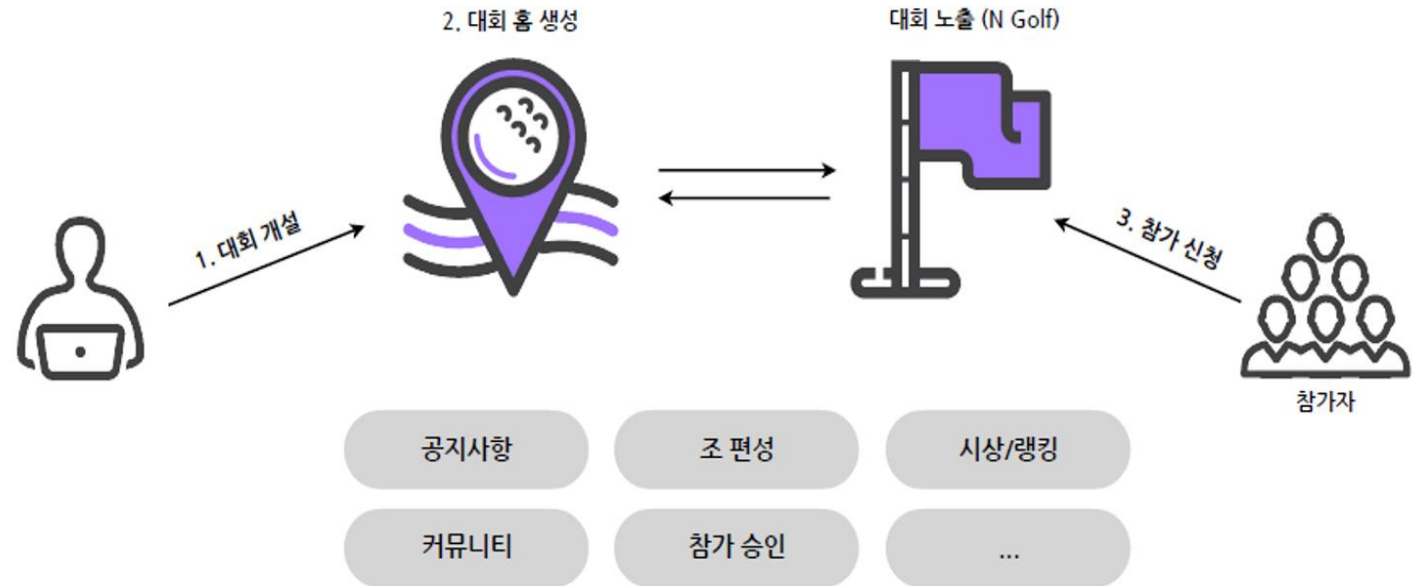 2. 대회 홈 생성
대회 노출 (N Golf)
1. 대회 개설
3. 참가 신청
참가자
공지사항
조 편성
시상/랭킹
커뮤니티
참가 승인
...